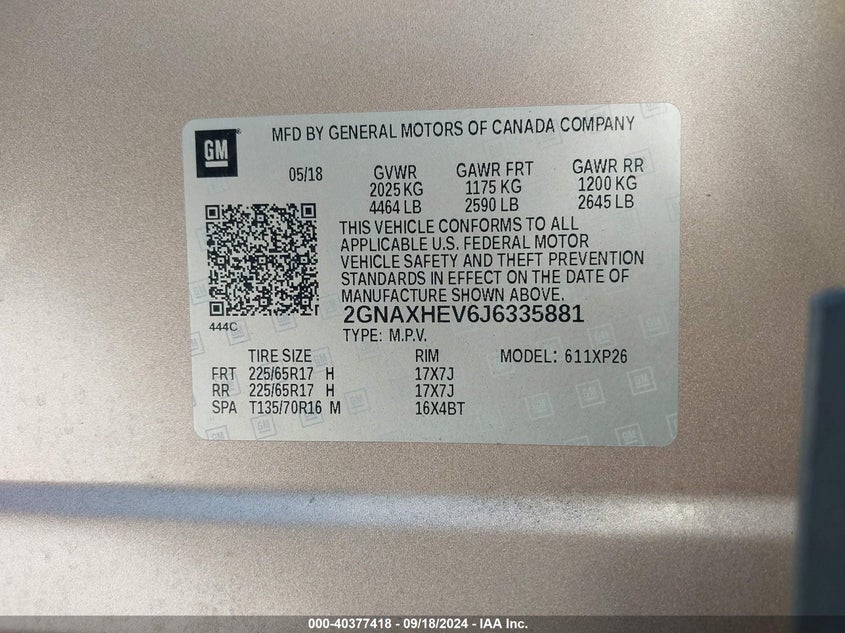 GM
MFD BY GENERAL MOTORS OF CANADA COMPANY
05/18 GVWR GAWR FRT GAWR RR
2025 KG 1175 KG 1200 KG
4464 LB 2590 LB 2645 LB
THIS VEHICLE CONFORMS TO ALL
APPLICABLE U.S. FEDERAL MOTOR
VEHICLE SAFETY AND THEFT PREVENTION
STANDARDS IN EFFECT ON THE DATE OF
MANUFACTURE SHOWN ABOVE.
444C
2GNAXHEV6J6335881
TYPE: M.P.V.
TIRE SIZE RIM MODEL: 611XP26
FRT 225/65R17 H 17X7J
RR 225/65R17 H 17X7J
SPA T135/70R16 M 16X4BT
000-40377418 - 09/18/2024 - IAA Inc.